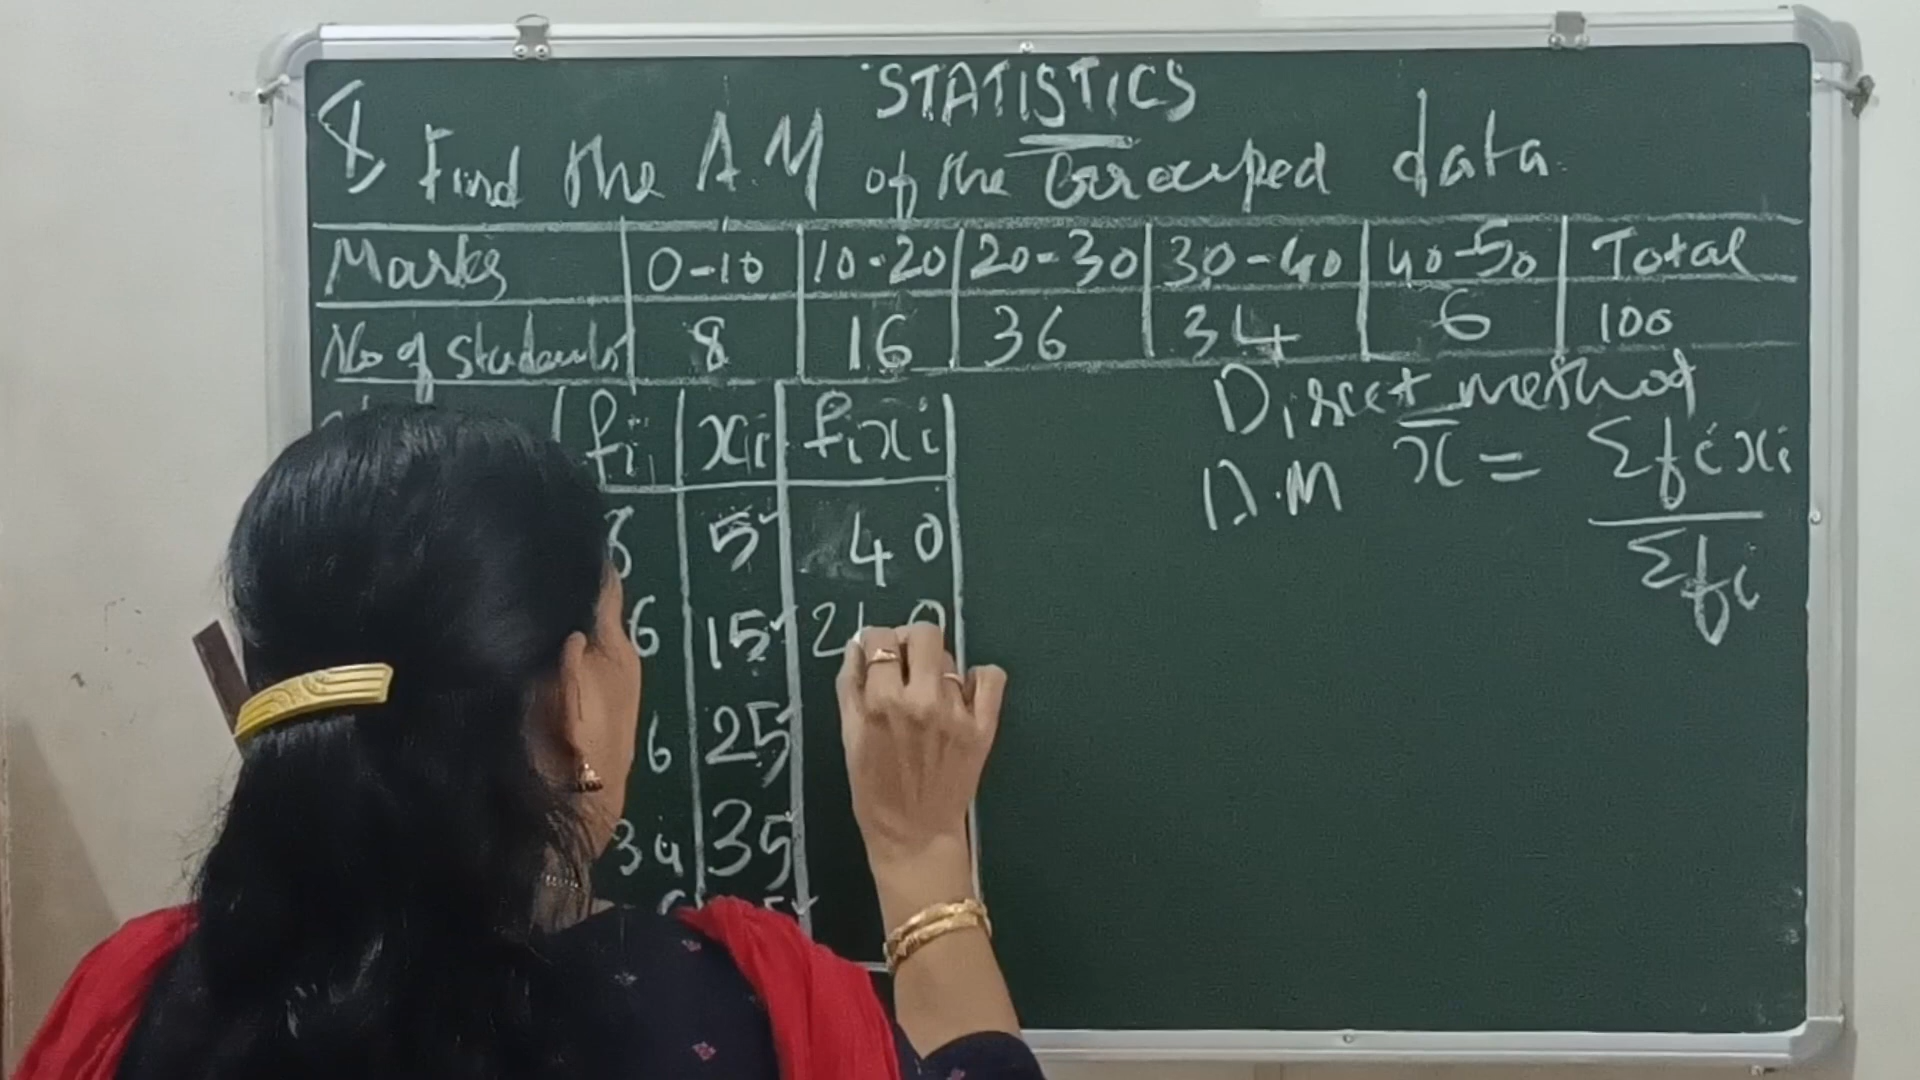 STATISTICS
Q, Find the A.M of the Grouped data.
Marks 0-10 10-20 20-30 30-40 40-50 Total
No of students 8 16 36 34 6 100
fi xi fixi
8 5 40
6 15
6 25
34 35
Direct method
D.M x̄ = Σfixi
Σfi